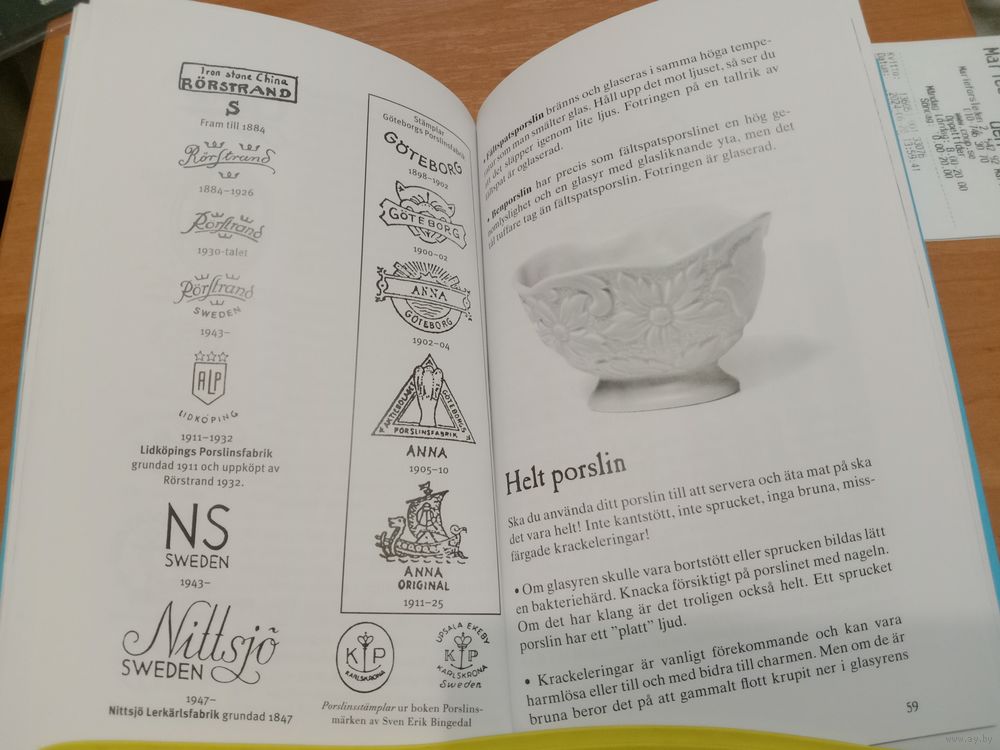 Iron stone China
RÖRSTRAND
S
Fram till 1884
Rörstrand
1884–1926
Rörstrand
1930-talet
Rörstrand
SWEDEN
1943–
ALP
LIDKÖPING
1911–1932
Lidköpings Porslinsfabrik
grundad 1911 och uppköpt av
Rörstrand 1932.
NS
SWEDEN
1943–
Nittsjö
SWEDEN
1947–
Nittsjö Lerkärlsfabrik grundad 1847
Stämplar
Göteborgs Porslinsfabrik
GÖTEBORG
1898–1902
GÖTEBORG
1900–02
ANNA
GÖTEBORG
1902–04
AKTIEBOLAGET
GÖTEBORGS
PORSLINSFABRIK
ANNA
1905–10
ANNA
ORIGINAL
1911–25
KP
KARLSKRONA
UPSALA EKEBY
KP
KARLSKRONA
Sweden
Porslinsstämplar ur boken Porslins-
märken av Sven Erik Bingedal
• Fältspatsporslin bränns och glaseras i samma höga tempe-
ratur som man smälter glas. Håll upp det mot ljuset, så ser du
att det släpper igenom lite ljus. Fotringen på en tallrik av
fältspat är oglaserad.
• Benporslin har precis som fältspatsporslinet en hög ge-
nomlyslighet och en glasyr med glasliknande yta, men det
tål tuffare tag än fältspatsporslin. Fotringen är glaserad.
Helt porslin
Ska du använda ditt porslin till att servera och äta mat på ska
det vara helt! Inte kantstött, inte sprucket, inga bruna, miss-
färgade krackeleringar!
• Om glasyren skulle vara bortstött eller sprucken bildas lätt
en bakteriehärd. Knacka försiktigt på porslinet med nageln.
Om det har klang är det troligen också helt. Ett sprucket
porslin har ett ”platt” ljud.
• Krackeleringar är vanligt förekommande och kan vara
harmlösa eller till och med bidra till charmen. Men om de är
bruna beror det på att gammalt flott krupit ner i glasyrens
59
www.ay.by